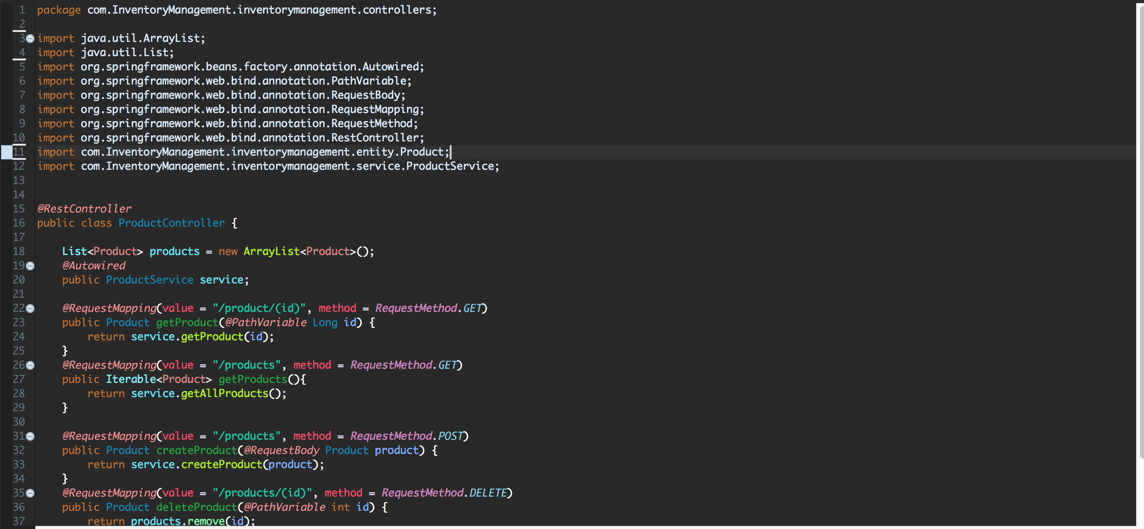 1 package com.InventoryManagement.inventorymanagement.controllers;
2
3 import java.util.ArrayList;
4 import java.util.List;
5 import org.springframework.beans.factory.annotation.Autowired;
6 import org.springframework.web.bind.annotation.PathVariable;
7 import org.springframework.web.bind.annotation.RequestBody;
8 import org.springframework.web.bind.annotation.RequestMapping;
9 import org.springframework.web.bind.annotation.RequestMethod;
10 import org.springframework.web.bind.annotation.RestController;
11 import com.InventoryManagement.inventorymanagement.entity.Product;
12 import com.InventoryManagement.inventorymanagement.service.ProductService;
13
14
15 @RestController
16 public class ProductController {
17
18 List<Product> products = new ArrayList<Product>();
19 @Autowired
20 public ProductService service;
21
22 @RequestMapping(value = "/product/(id)", method = RequestMethod.GET)
23 public Product getProduct(@PathVariable Long id) {
24 return service.getProduct(id);
25 }
26 @RequestMapping(value = "/products", method = RequestMethod.GET)
27 public Iterable<Product> getProducts(){
28 return service.getAllProducts();
29 }
30
31 @RequestMapping(value = "/products", method = RequestMethod.POST)
32 public Product createProduct(@RequestBody Product product) {
33 return service.createProduct(product);
34 }
35 @RequestMapping(value = "/products/(id)", method = RequestMethod.DELETE)
36 public Product deleteProduct(@PathVariable int id) {
37 return products.remove(id);